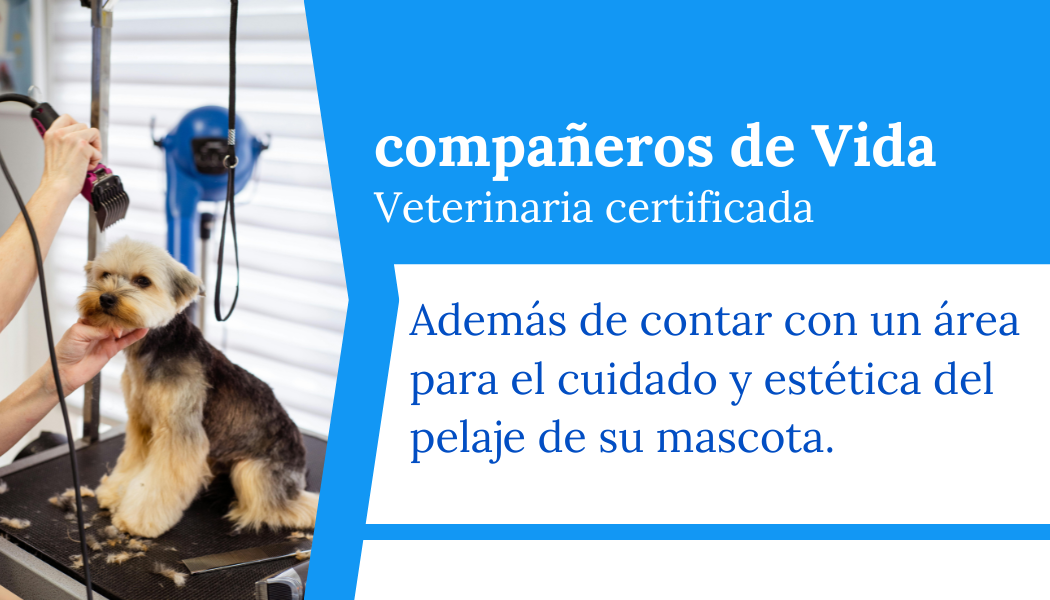 compañeros de Vida
Veterinaria certificada
Además de contar con un área
para el cuidado y estética del
pelaje de su mascota.